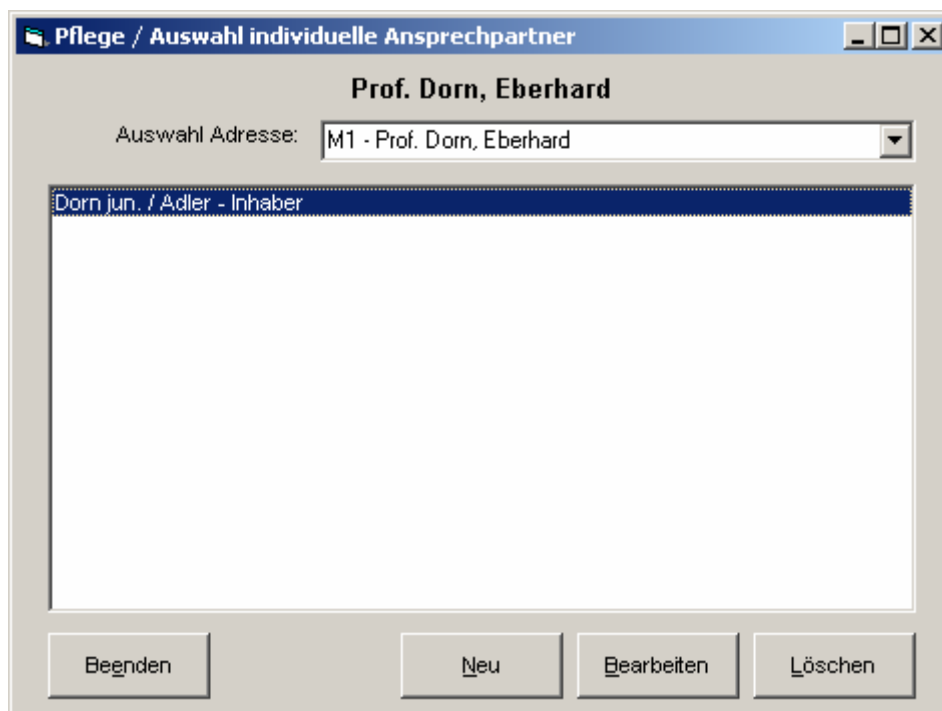 Pflege / Auswahl individuelle Ansprechpartner
Prof. Dorn, Eberhard
Auswahl Adresse: M1 - Prof. Dorn, Eberhard
Dorn jun. / Adler - Inhaber
Beenden Neu Bearbeiten Löschen